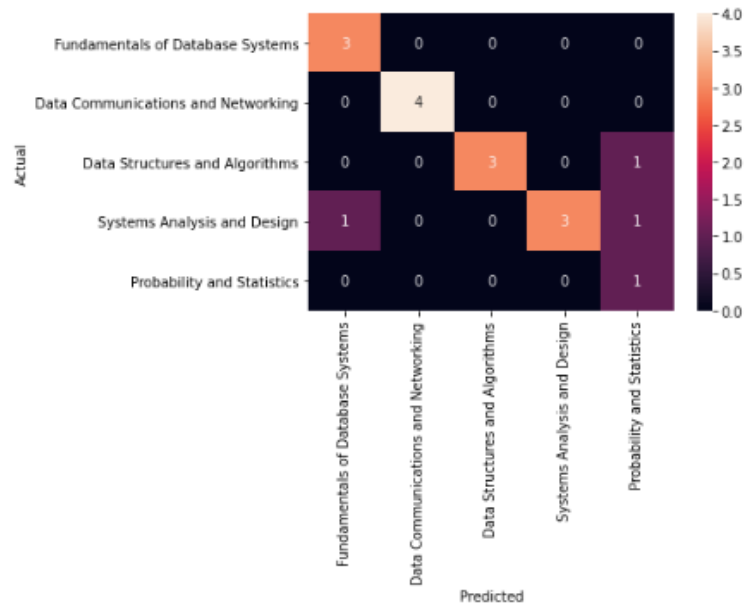 Fundamentals of Database Systems 3 0 0 0 0
Data Communications and Networking 0 4 0 0 0
Data Structures and Algorithms 0 0 3 0 1
Systems Analysis and Design 1 0 0 3 1
Probability and Statistics 0 0 0 0 1
Actual
Fundamentals of Database Systems
Data Communications and Networking
Data Structures and Algorithms
Systems Analysis and Design
Probability and Statistics
Predicted
4.0
3.5
3.0
2.5
2.0
1.5
1.0
0.5
0.0